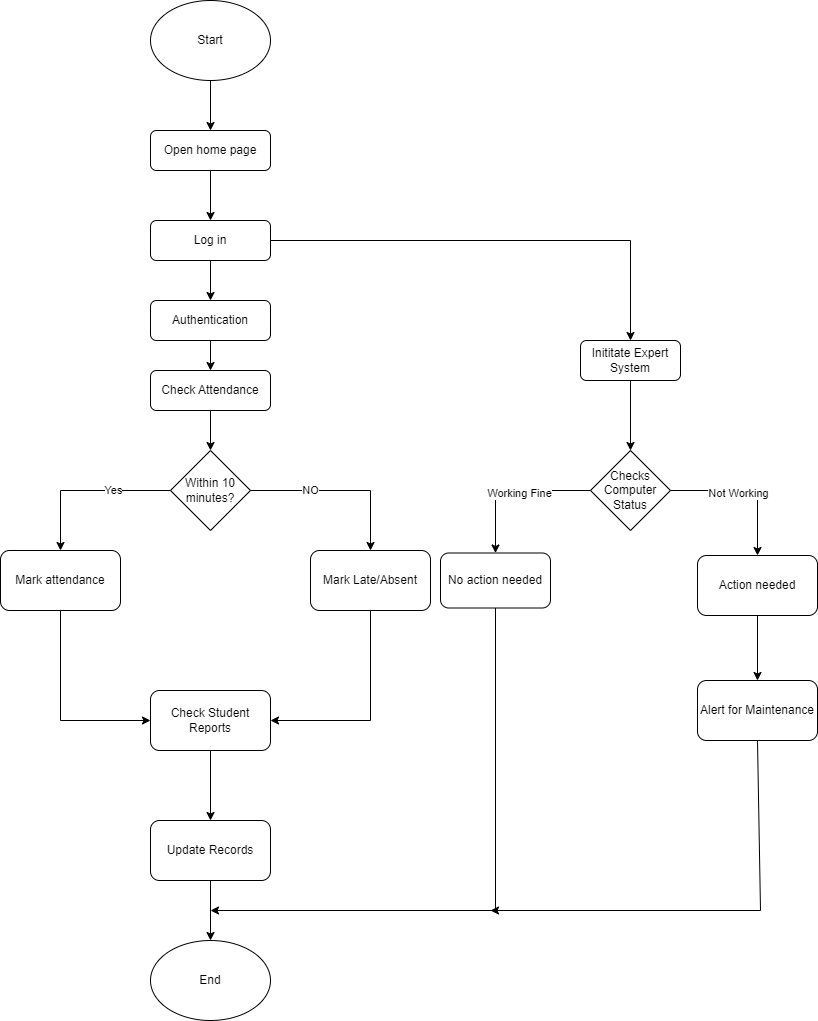 Start
Open home page
Log in
Authentication
Inititate Expert
System
Check Attendance
Within 10
minutes?
Yes
NO
Checks
Computer
Status
Working Fine
Not Working
Mark attendance
Mark Late/Absent
No action needed
Action needed
Check Student
Reports
Alert for Maintenance
Update Records
End